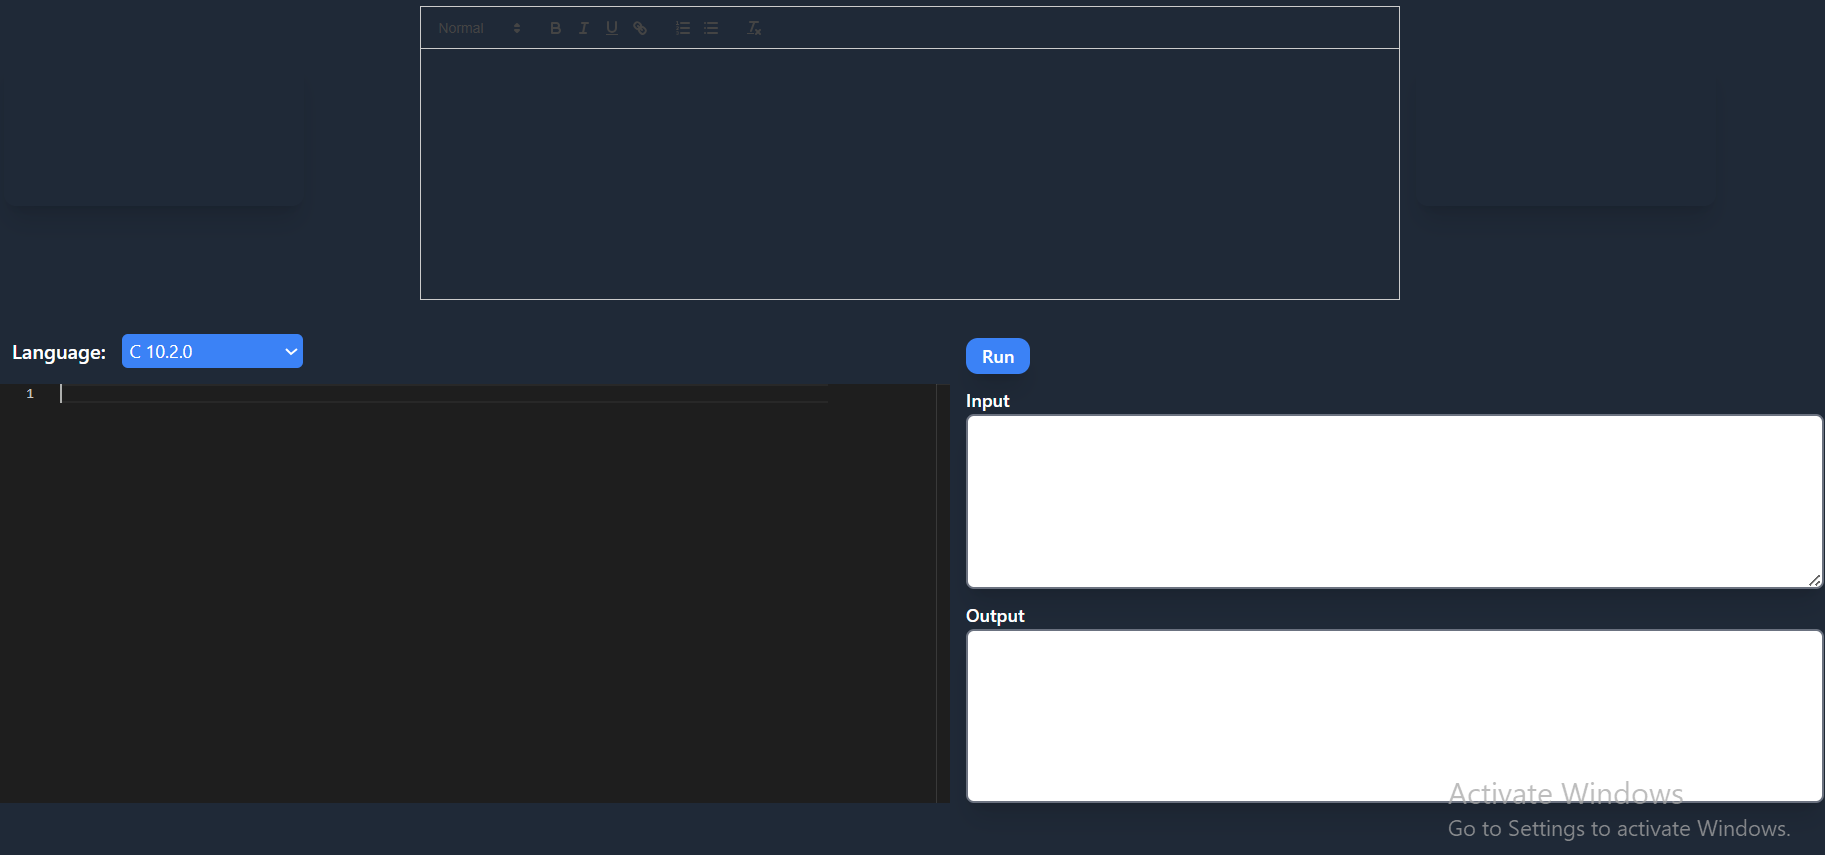 Normal
Language: C 10.2.0
Run
1
Input
Output
Activate Windows
Go to Settings to activate Windows.